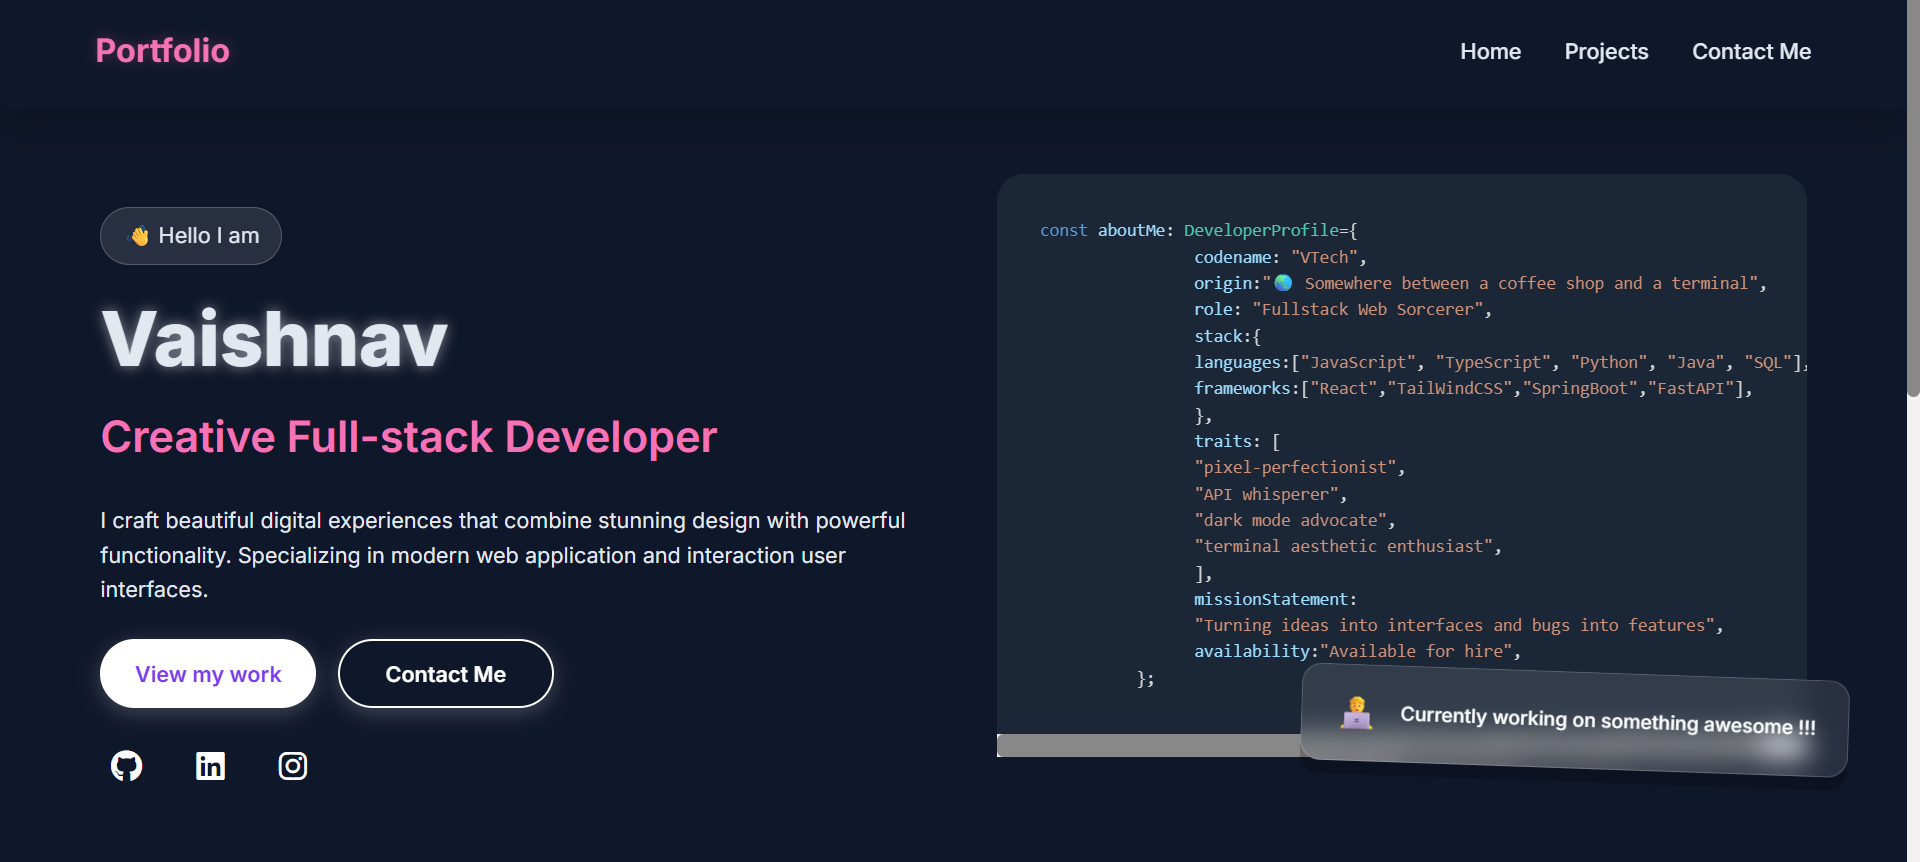 Portfolio
Home Projects Contact Me
👋 Hello I am
Vaishnav
Creative Full-stack Developer
I craft beautiful digital experiences that combine stunning design with powerful
functionality. Specializing in modern web application and interaction user
interfaces.
View my work Contact Me
const aboutMe: DeveloperProfile={
codename: "VTech",
origin:"🌏 Somewhere between a coffee shop and a terminal",
role: "Fullstack Web Sorcerer",
stack:{
languages:["JavaScript", "TypeScript", "Python", "Java", "SQL"],
frameworks:["React","TailWindCSS","SpringBoot","FastAPI"],
},
traits: [
"pixel-perfectionist",
"API whisperer",
"dark mode advocate",
"terminal aesthetic enthusiast",
],
missionStatement:
"Turning ideas into interfaces and bugs into features",
availability:"Available for hire",
};
🧑‍💻 Currently working on something awesome !!!